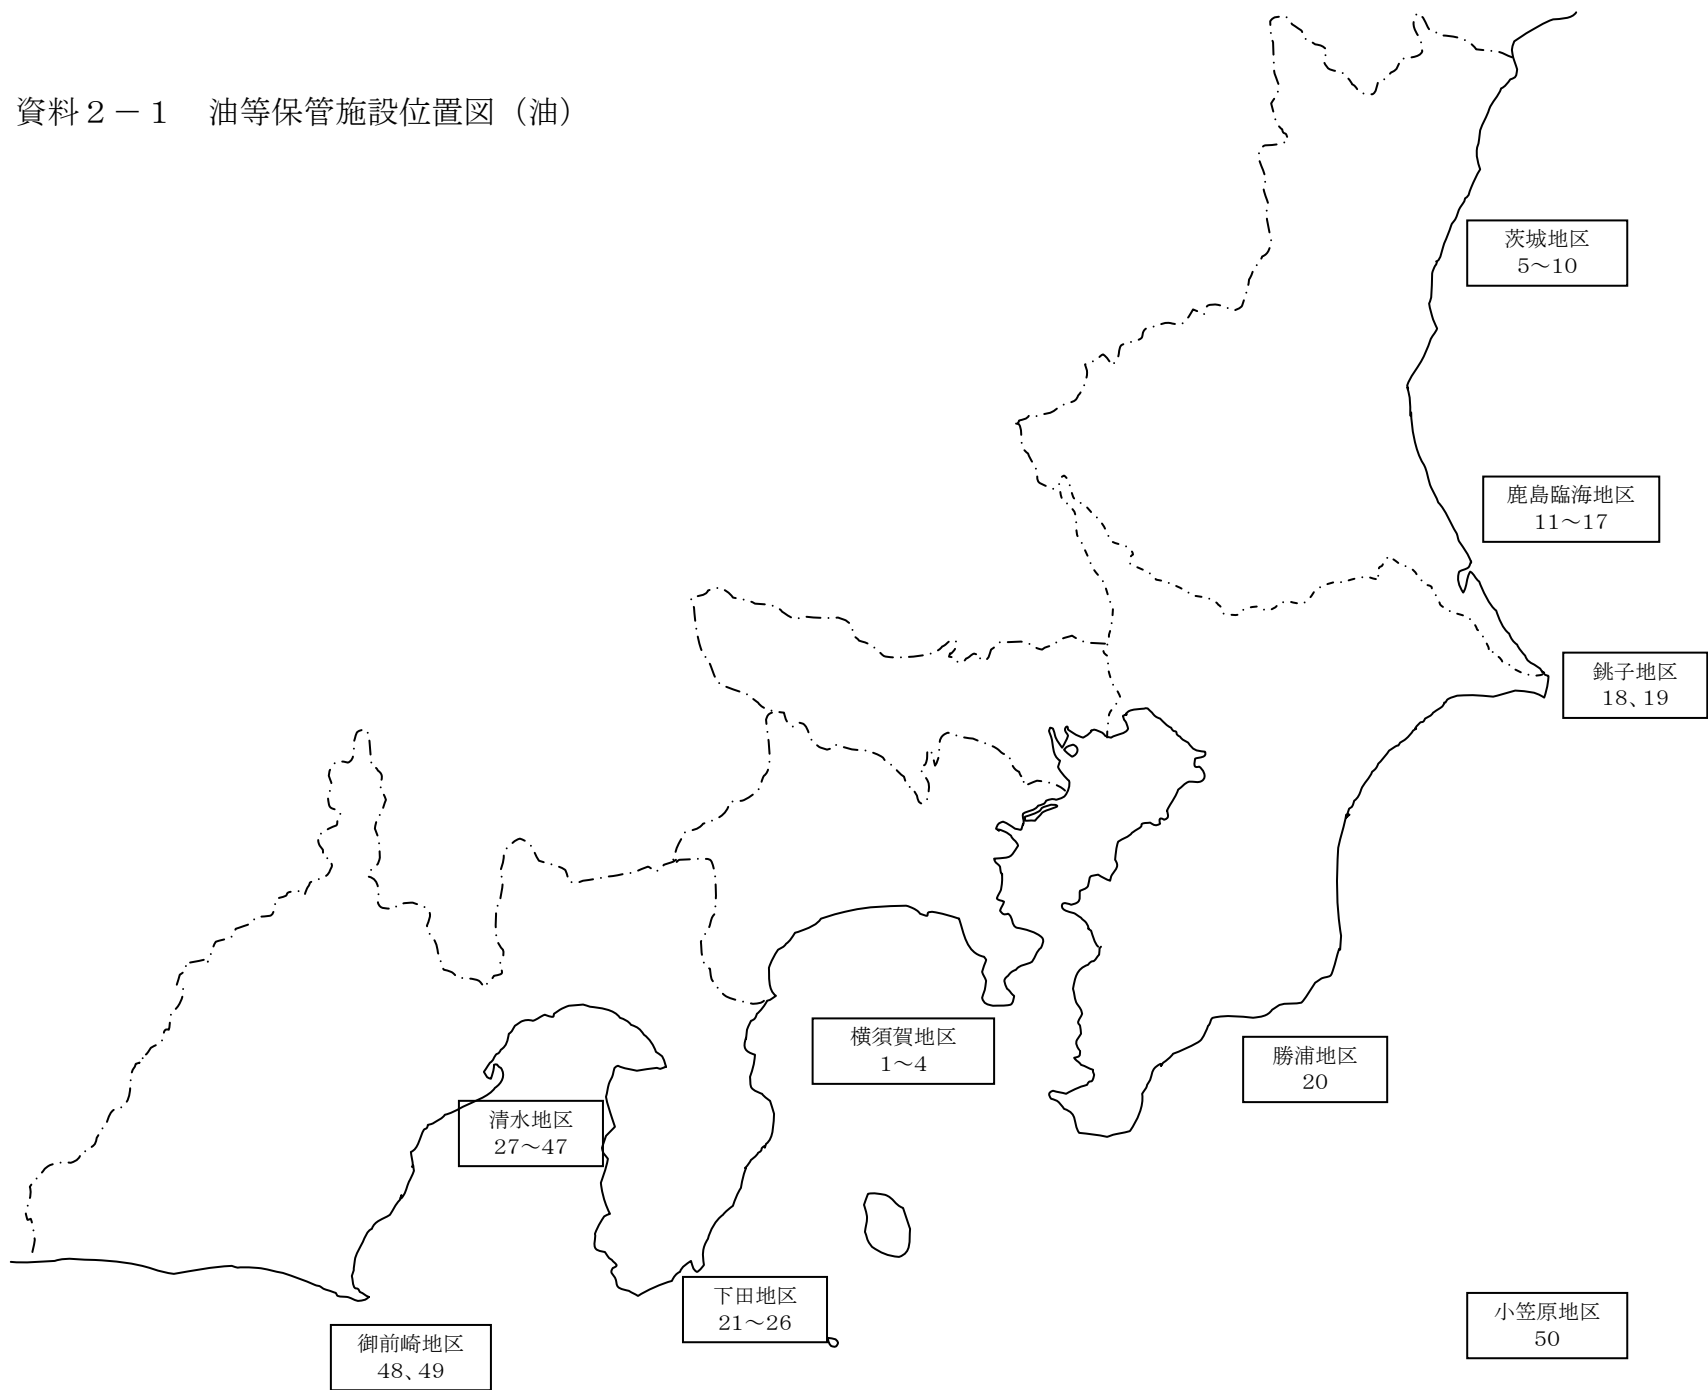 資料２－１　油等保管施設位置図（油）
茨城地区
5～10
鹿島臨海地区
11～17
銚子地区
18、19
横須賀地区
1～4
勝浦地区
20
清水地区
27～47
下田地区
21～26
小笠原地区
50
御前崎地区
48、49